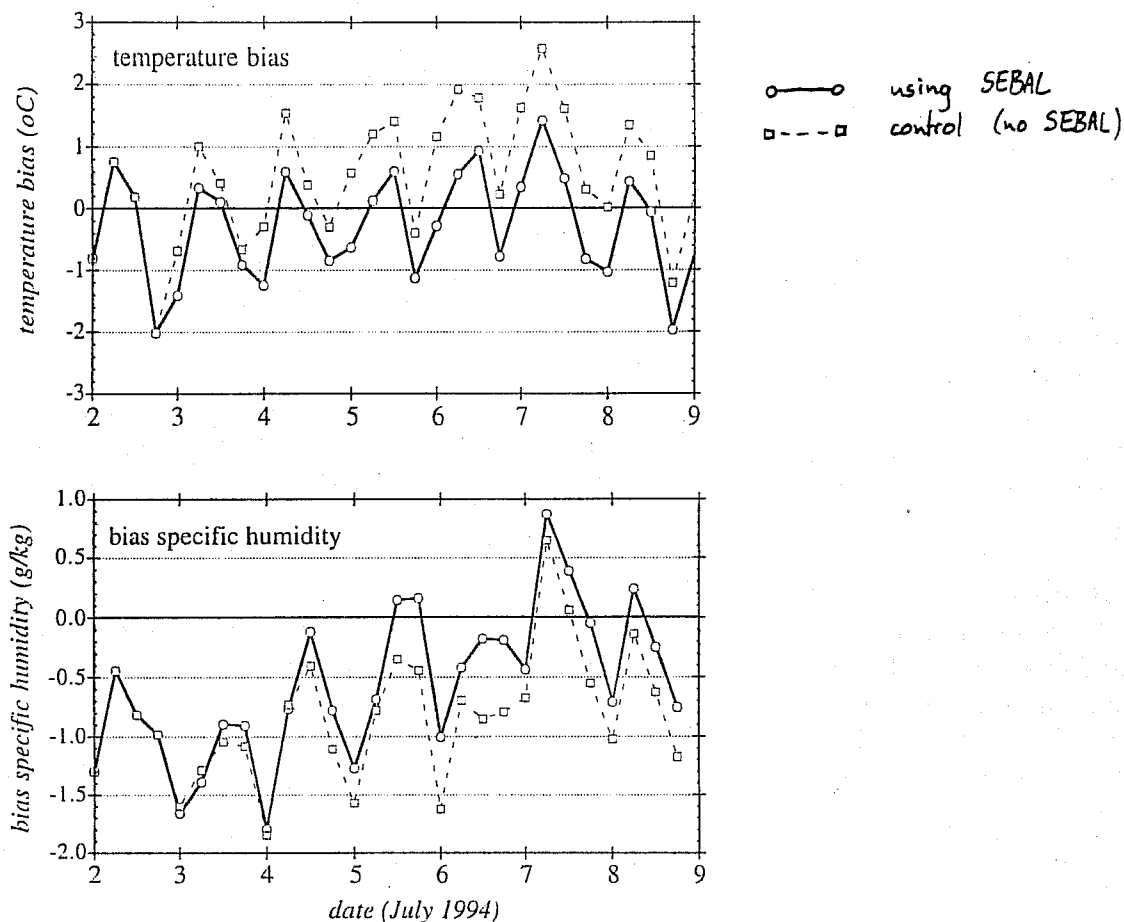 temperature bias (oC)
3
2
1
0
-1
-2
-3
temperature bias
2 3 4 5 6 7 8 9
using SEBAL
control (no SEBAL)
bias specific humidity (g/kg)
1.0
0.5
0.0
-0.5
-1.0
-1.5
-2.0
bias specific humidity
2 3 4 5 6 7 8 9
date (July 1994)